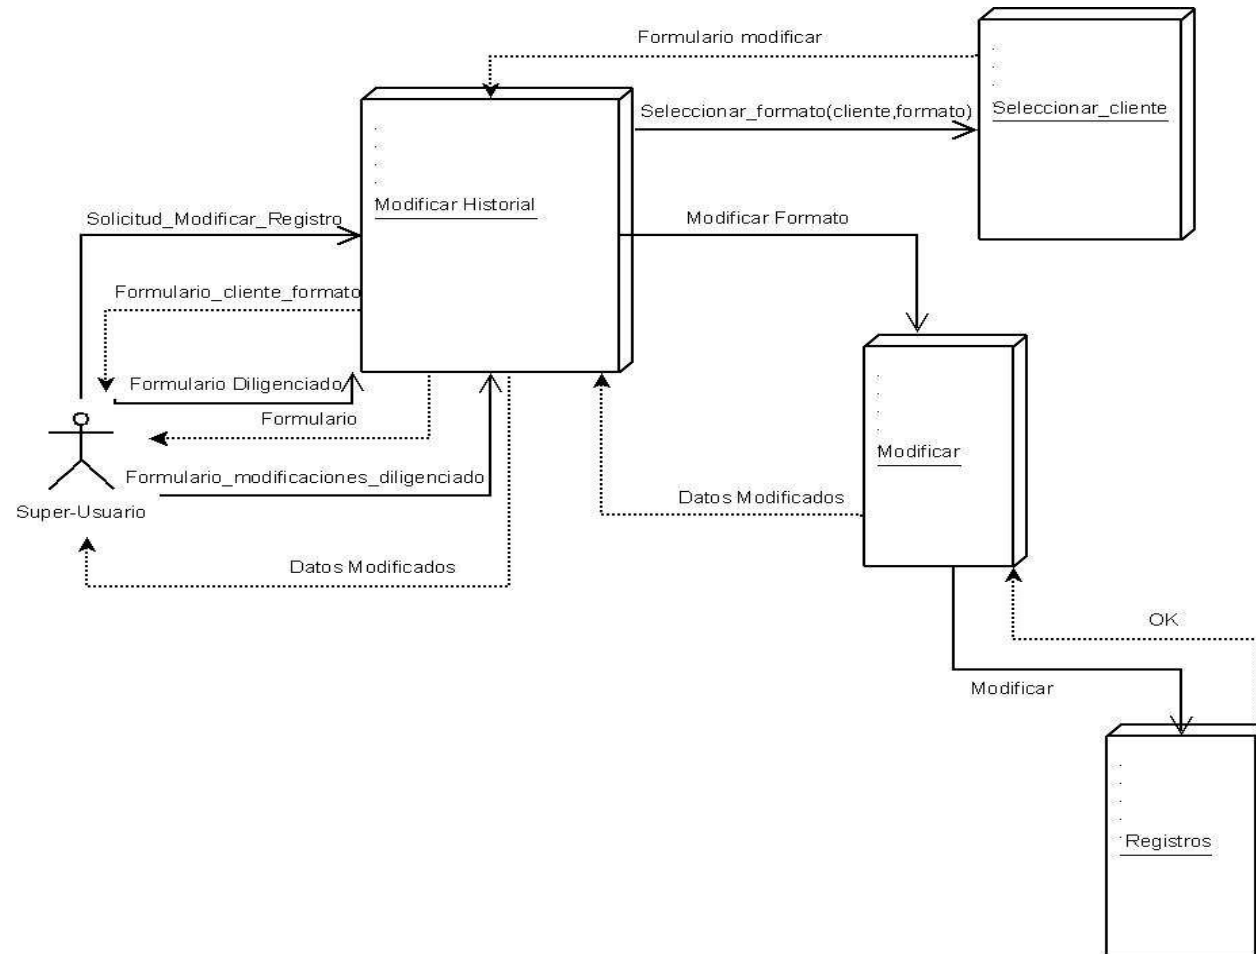 Formulario modificar
Seleccionar_formato(cliente,formato)
Seleccionar_cliente
Modificar Historial
Solicitud_Modificar_Registro
Modificar Formato
Formulario_cliente_formato
Formulario Diligenciado
Formulario
Modificar
Formulario_modificaciones_diligenciado
Datos Modificados
Super-Usuario
Datos Modificados
OK
Modificar
Registros